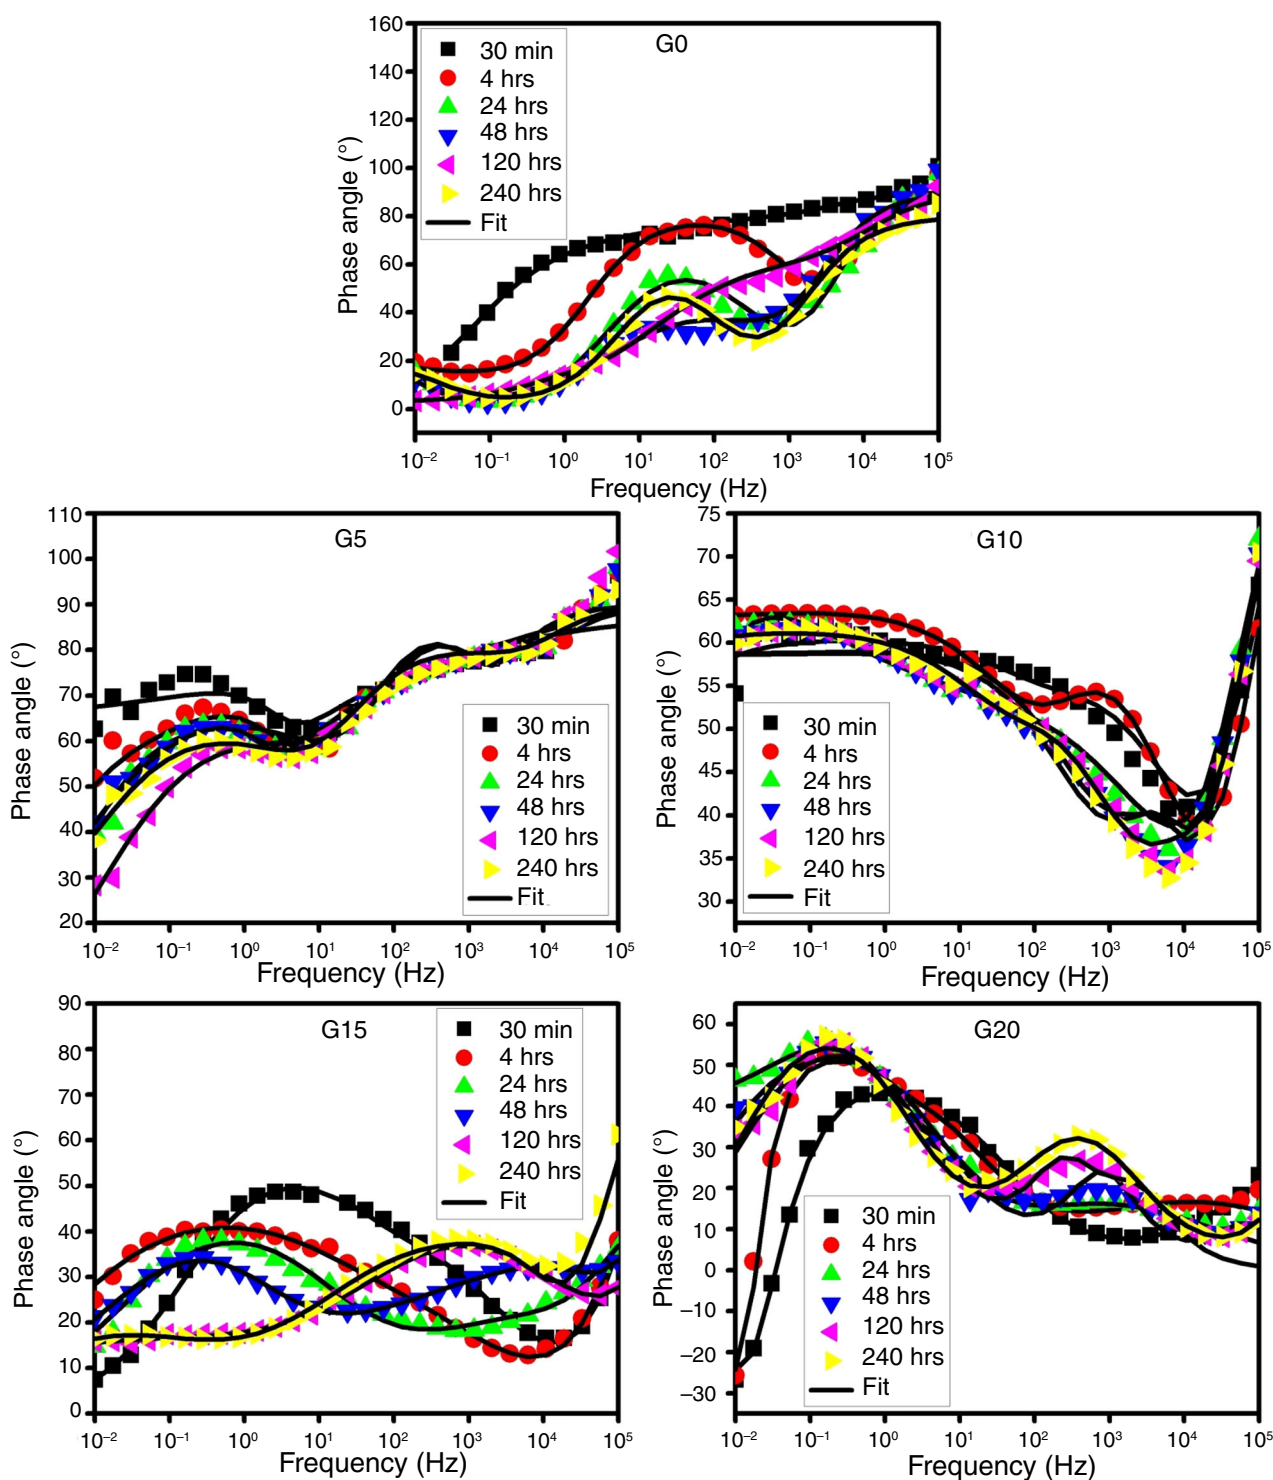 G0
160
140
120
100
80
60
40
20
0
Phase angle (°)
30 min
4 hrs
24 hrs
48 hrs
120 hrs
240 hrs
Fit
10⁻² 10⁻¹ 10⁰ 10¹ 10² 10³ 10⁴ 10⁵
Frequency (Hz)
G5
110
100
90
80
70
60
50
40
30
20
Phase angle (°)
30 min
4 hrs
24 hrs
48 hrs
120 hrs
240 hrs
Fit
10⁻² 10⁻¹ 10⁰ 10¹ 10² 10³ 10⁴ 10⁵
Frequency (Hz)
G10
75
70
65
60
55
50
45
40
35
30
Phase angle (°)
30 min
4 hrs
24 hrs
48 hrs
120 hrs
240 hrs
Fit
10⁻² 10⁻¹ 10⁰ 10¹ 10² 10³ 10⁴ 10⁵
Frequency (Hz)
G15
90
80
70
60
50
40
30
20
10
0
Phase angle (°)
30 min
4 hrs
24 hrs
48 hrs
120 hrs
240 hrs
Fit
10⁻² 10⁻¹ 10⁰ 10¹ 10² 10³ 10⁴ 10⁵
Frequency (Hz)
G20
60
50
40
30
20
10
0
−10
−20
−30
Phase angle (°)
30 min
4 hrs
24 hrs
48 hrs
120 hrs
240 hrs
Fit
10⁻² 10⁻¹ 10⁰ 10¹ 10² 10³ 10⁴ 10⁵
Frequency (Hz)